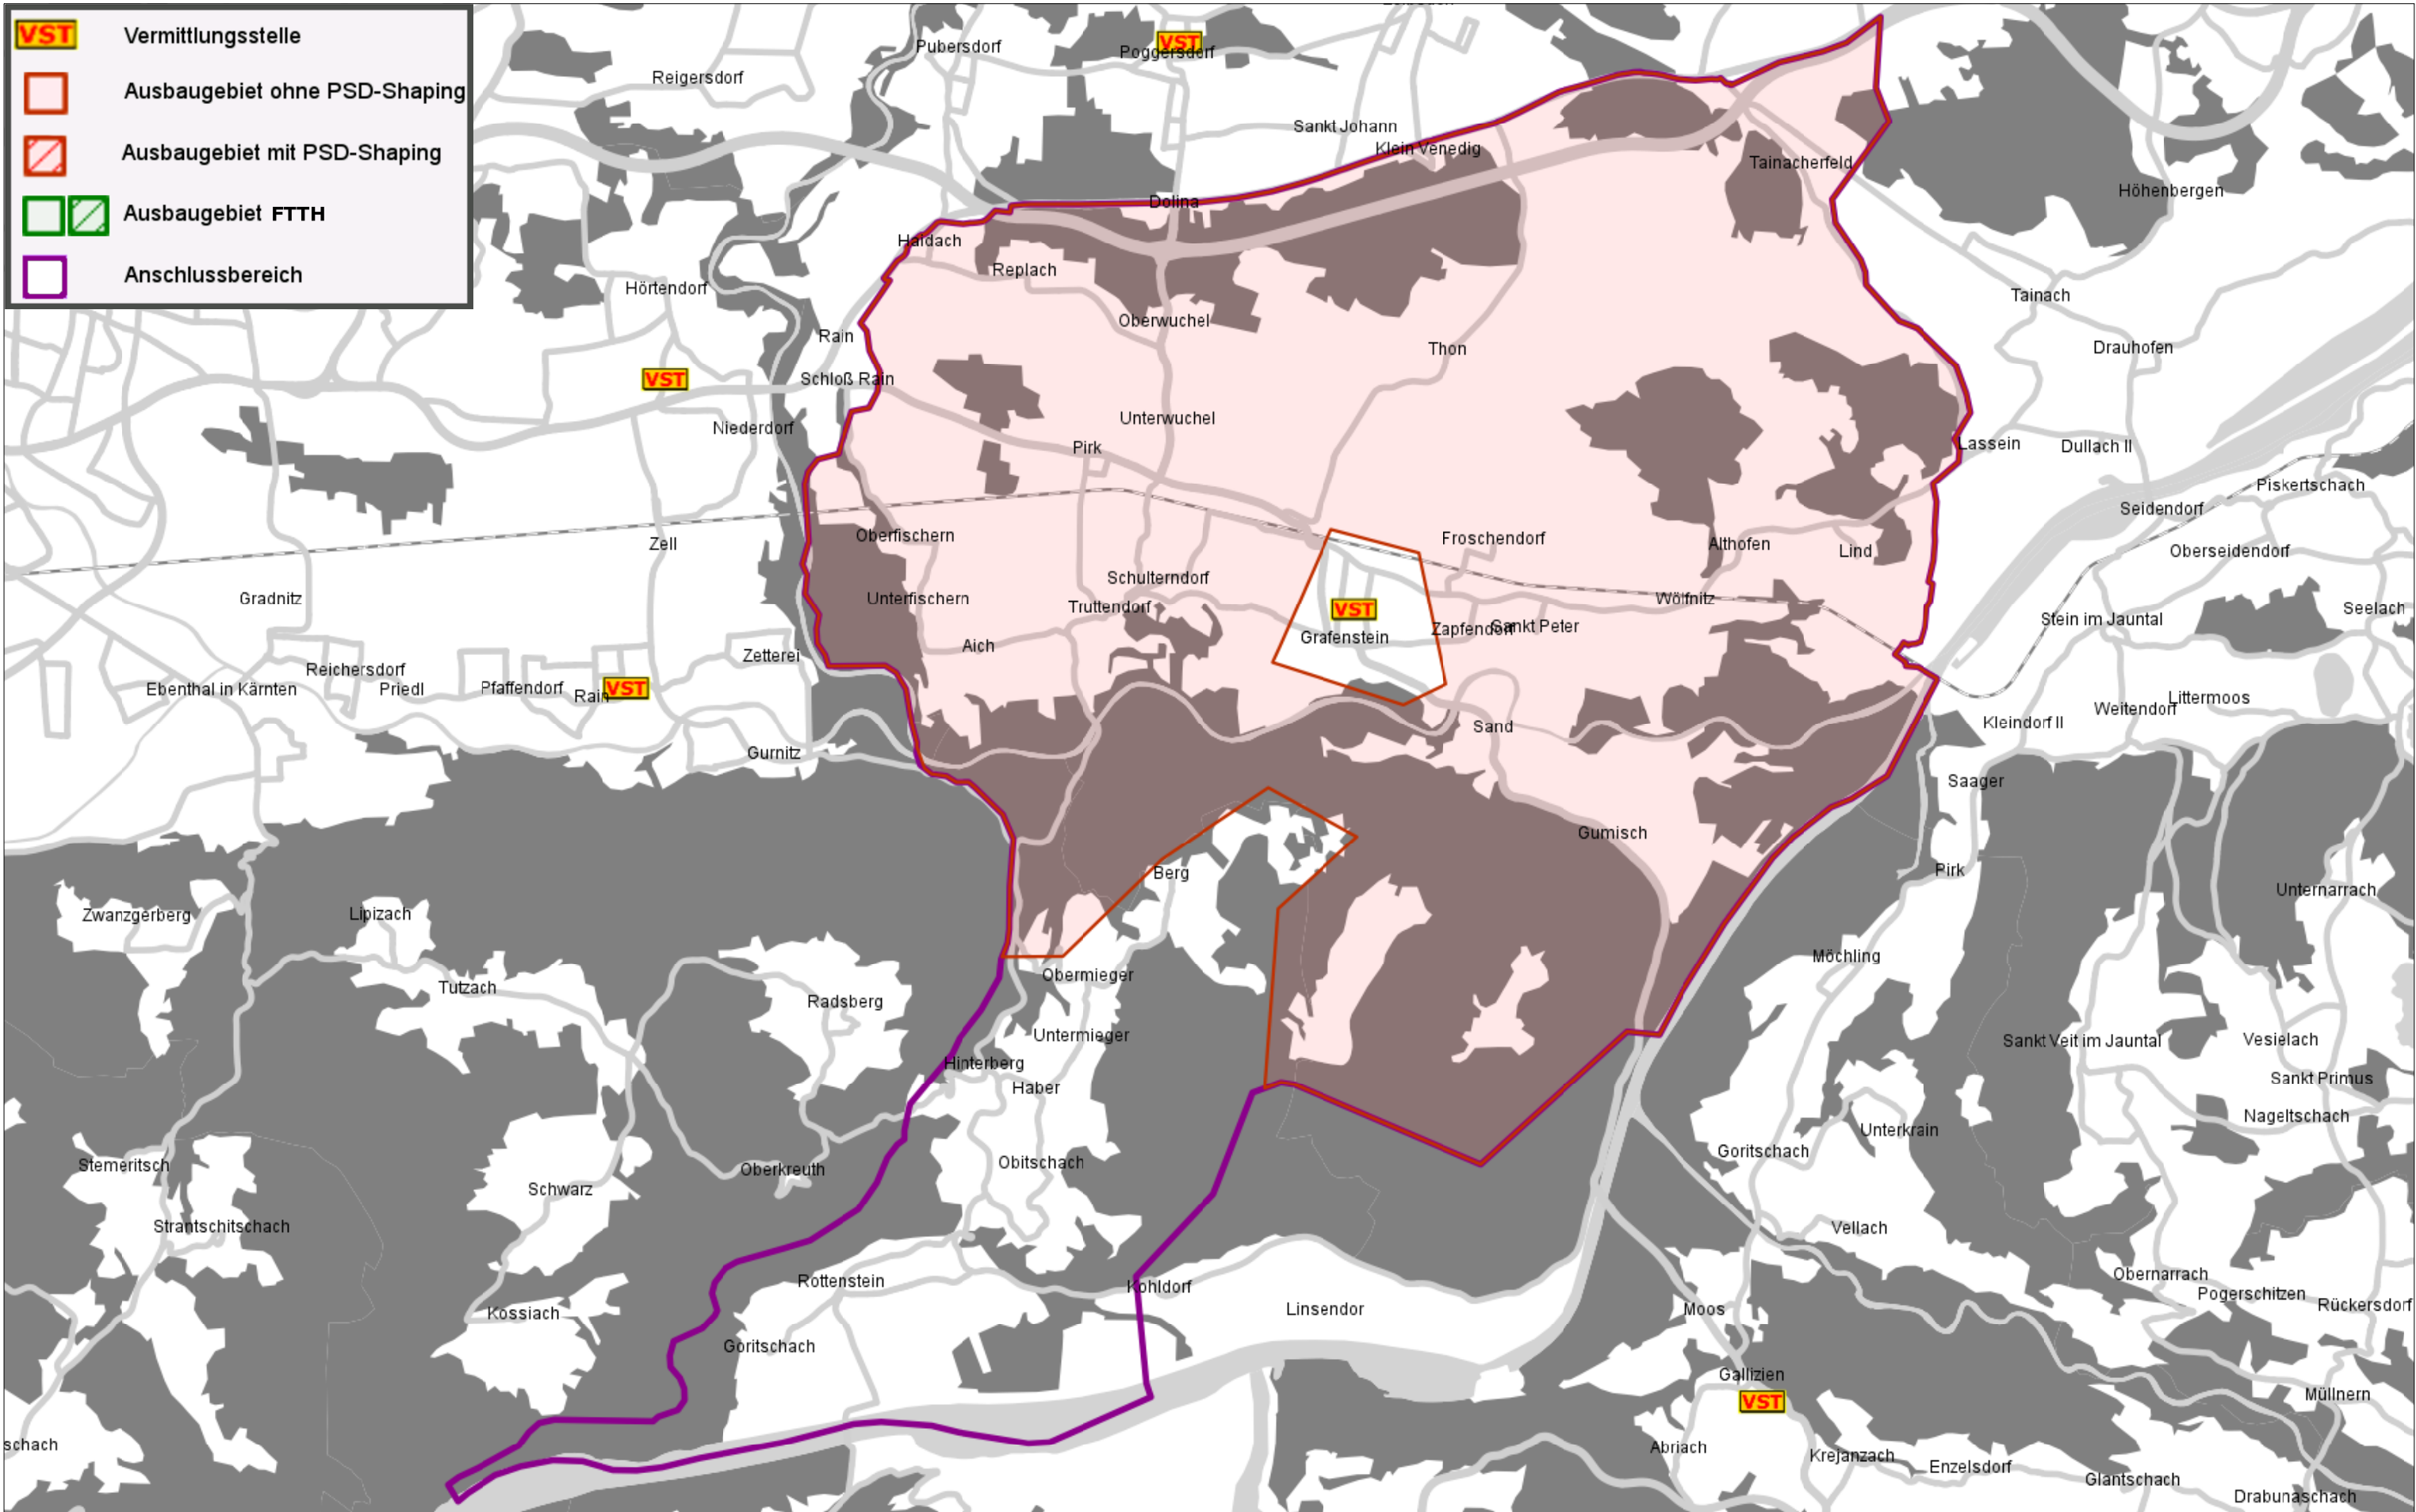 VST Vermittlungsstelle
Ausbaugebiet ohne PSD-Shaping
Ausbaugebiet mit PSD-Shaping
Ausbaugebiet FTTH
Anschlussbereich
Pubersdorf
VST
Poggersdorf
Reigersdorf
Sankt Johann
Klein Venedig
Tainacherfeld
Höhenbergen
Dolina
Haidach
Replach
Hörtendorf
Tainach
Oberwuchel
Rain
Thon
Drauhofen
VST
Schloß Rain
Unterwuchel
Niederdorf
Pirk
Lassein
Dullach II
Piskertschach
Seidendorf
Oberfischern
Froschendorf
Zell
Althofen
Lind
Oberseidendorf
Schulterndorf
Gradnitz
Unterfischern
Truttendorf
VST
Wölfnitz
Seelach
Stein im Jauntal
Grafenstein
Zapfendorf
Sankt Peter
Aich
Zetterei
Reichersdorf
Ebenthal in Kärnten
Priedl
Pfaffendorf
Rain
VST
Littermoos
Weitendorf
Kleindorf II
Sand
Gurnitz
Saager
Gumisch
Berg
Pirk
Unternarrach
Zwanzgerberg
Lipizach
Möchling
Obermieger
Tutzach
Radsberg
Untermieger
Sankt Veit im Jauntal
Vesielach
Hinterberg
Haber
Sankt Primus
Nageltschach
Unterkrain
Goritschach
Obitschach
Stemeritsch
Oberkreuth
Schwarz
Strantschitschach
Vellach
Obernarrach
Rottenstein
Kohldorf
Pogerschitzen
Rückersdorf
Linsendor
Moos
Kossiach
Goritschach
Gallizien
VST
Müllnern
schach
Abriach
Krejanzach
Enzelsdorf
Glantschach
Drabunaschach